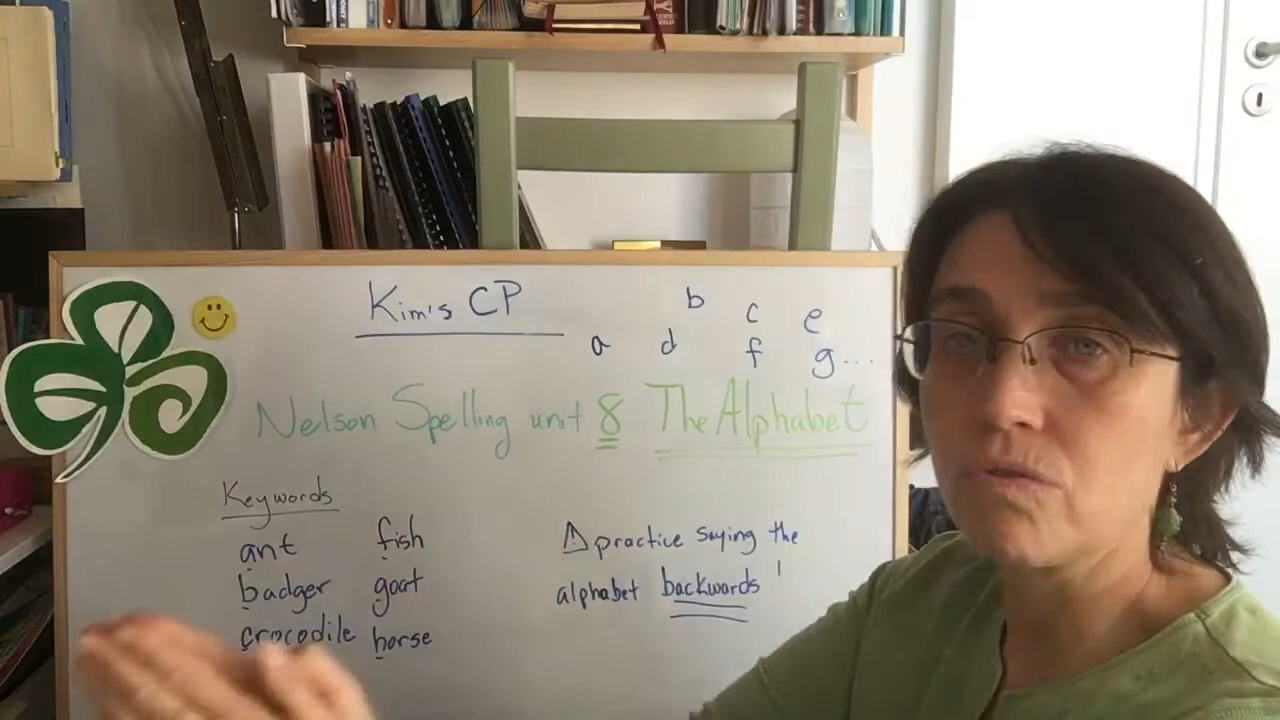 Kim's CP
b c e
a d f g...
Nelson Spelling unit 8 The Alphabet
Keywords
ant fish
badger goat
crocodile horse
practice saying the
alphabet backwards !